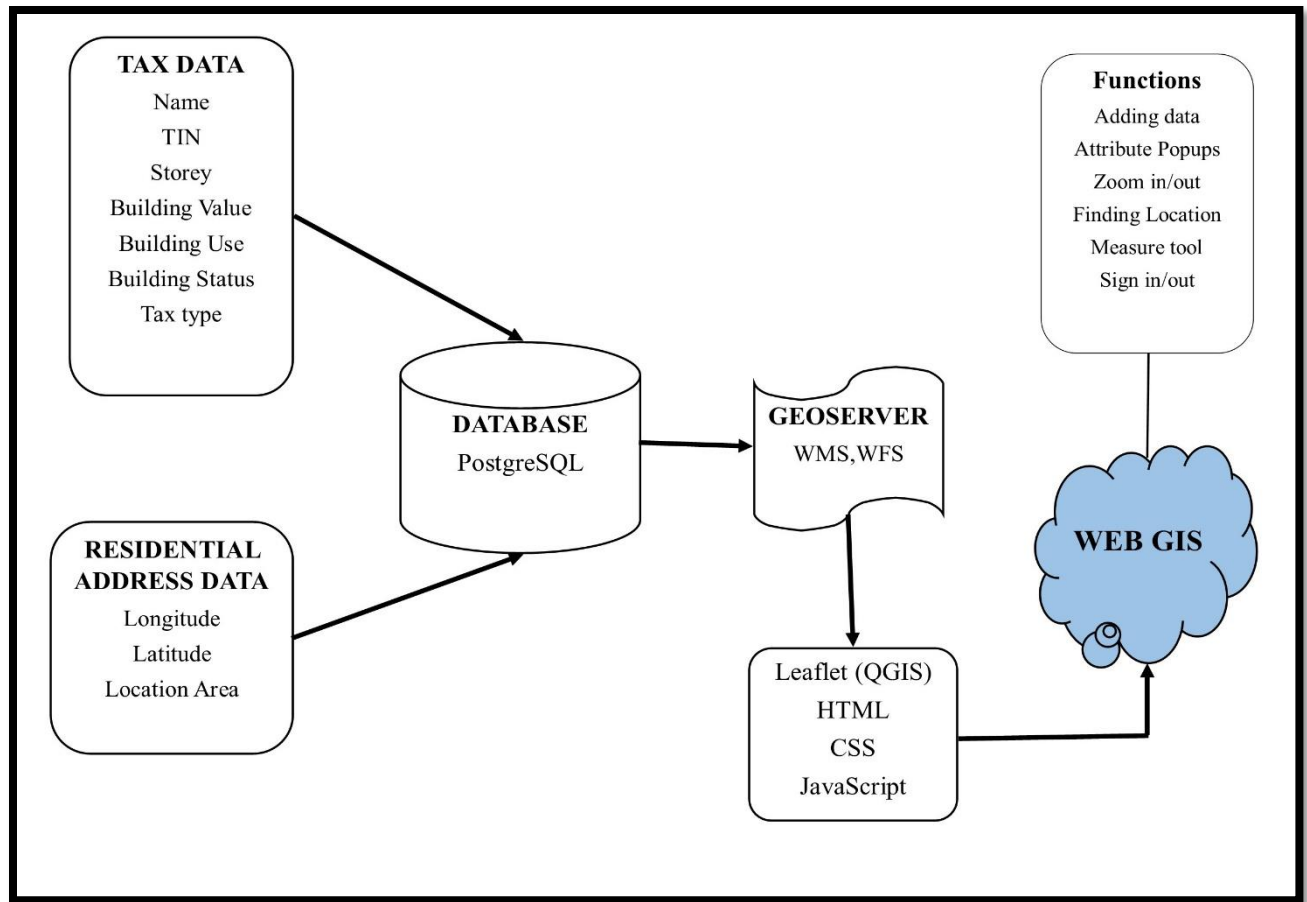 TAX DATA
Name
TIN
Storey
Building Value
Building Use
Building Status
Tax type
RESIDENTIAL
ADDRESS DATA
Longitude
Latitude
Location Area
DATABASE
PostgreSQL
GEOSERVER
WMS,WFS
Leaflet (QGIS)
HTML
CSS
JavaScript
WEB GIS
Functions
Adding data
Attribute Popups
Zoom in/out
Finding Location
Measure tool
Sign in/out